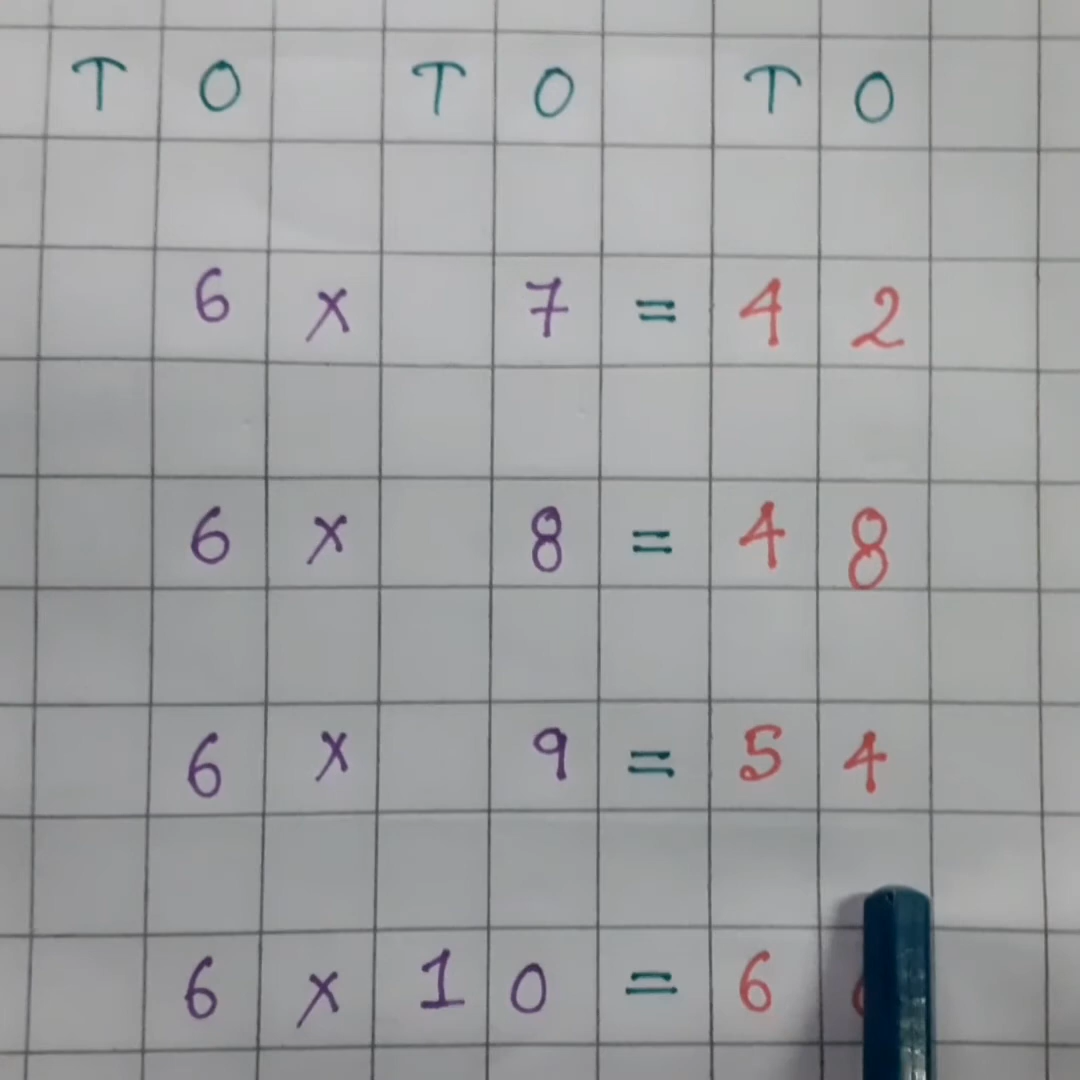 T O T O T O
6 x 7 = 4 2
6 x 8 = 4 8
6 x 9 = 5 4
6 x 1 0 = 6